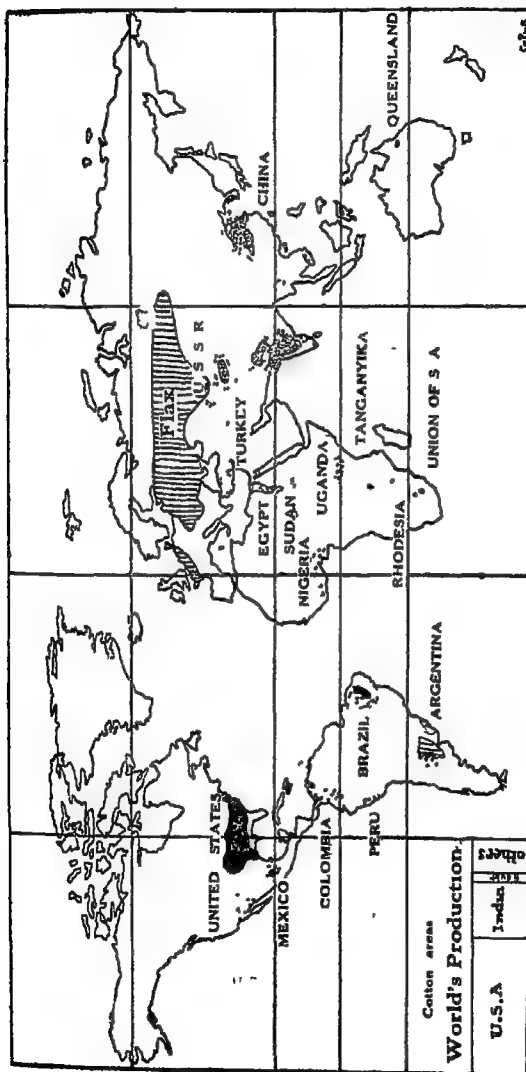 QUEENSLAND
CHINA
Flax
U S S R
TURKEY
EGYPT
SUDAN
NIGERIA
UGANDA
TANGANYIKA
RHODESIA
UNION OF S A
UNITED
STATES
MEXICO
COLOMBIA
PERU
BRAZIL
ARGENTINA
Cotton areas
World's Production
U.S.A
Indian
others